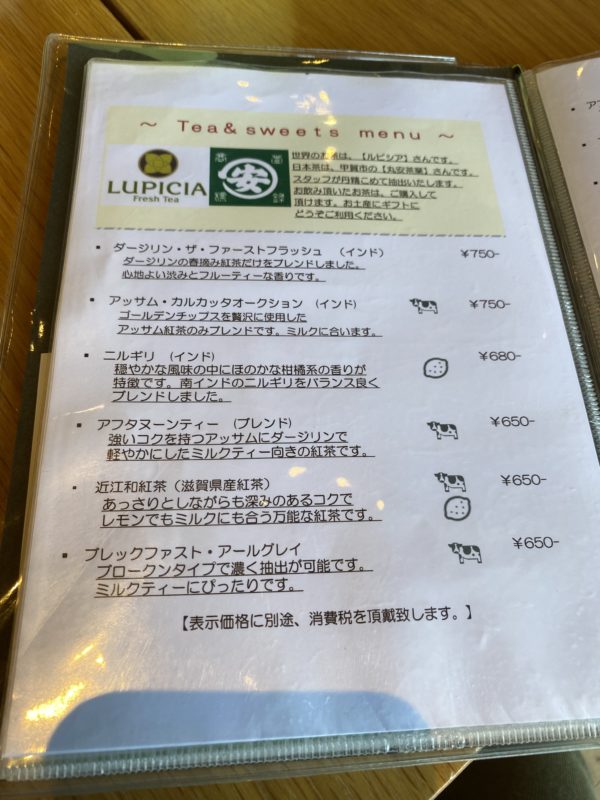 ~ Tea & sweets menu ~
LUPICIA
Fresh Tea
安
世界のお茶は、【ルピシア】さんです。
日本茶は、甲賀市の【丸安茶業】さんです。
スタッフが丹精こめて抽出いたします。
お飲み頂いたお茶は、ご購入して
頂けます。お土産にギフトに
どうぞご利用ください。
・ダージリン・ザ・ファーストフラッシュ （インド） ¥750-
ダージリンの春摘み紅茶だけをブレンドしました。
心地よい渋みとフルーティーな香りです。
・アッサム・カルカッタオークション （インド） ¥750-
ゴールデンチップスを贅沢に使用した
アッサム紅茶のみブレンドです。ミルクに合います。
・ニルギリ （インド） ¥680-
穏やかな風味の中にほのかな柑橘系の香りが
特徴です。南インドのニルギリをバランス良く
ブレンドしました。
・アフタヌーンティー （ブレンド） ¥650-
強いコクを持つアッサムにダージリンで
軽やかにしたミルクティー向きの紅茶です。
・近江和紅茶（滋賀県産紅茶） ¥650-
あっさりとしながらも深みのあるコクで
レモンでもミルクにも合う万能な紅茶です。
・ブレックファスト・アールグレイ ¥650-
ブロークンタイプで濃く抽出が可能です。
ミルクティーにぴったりです。
【表示価格に別途、消費税を頂戴致します。】